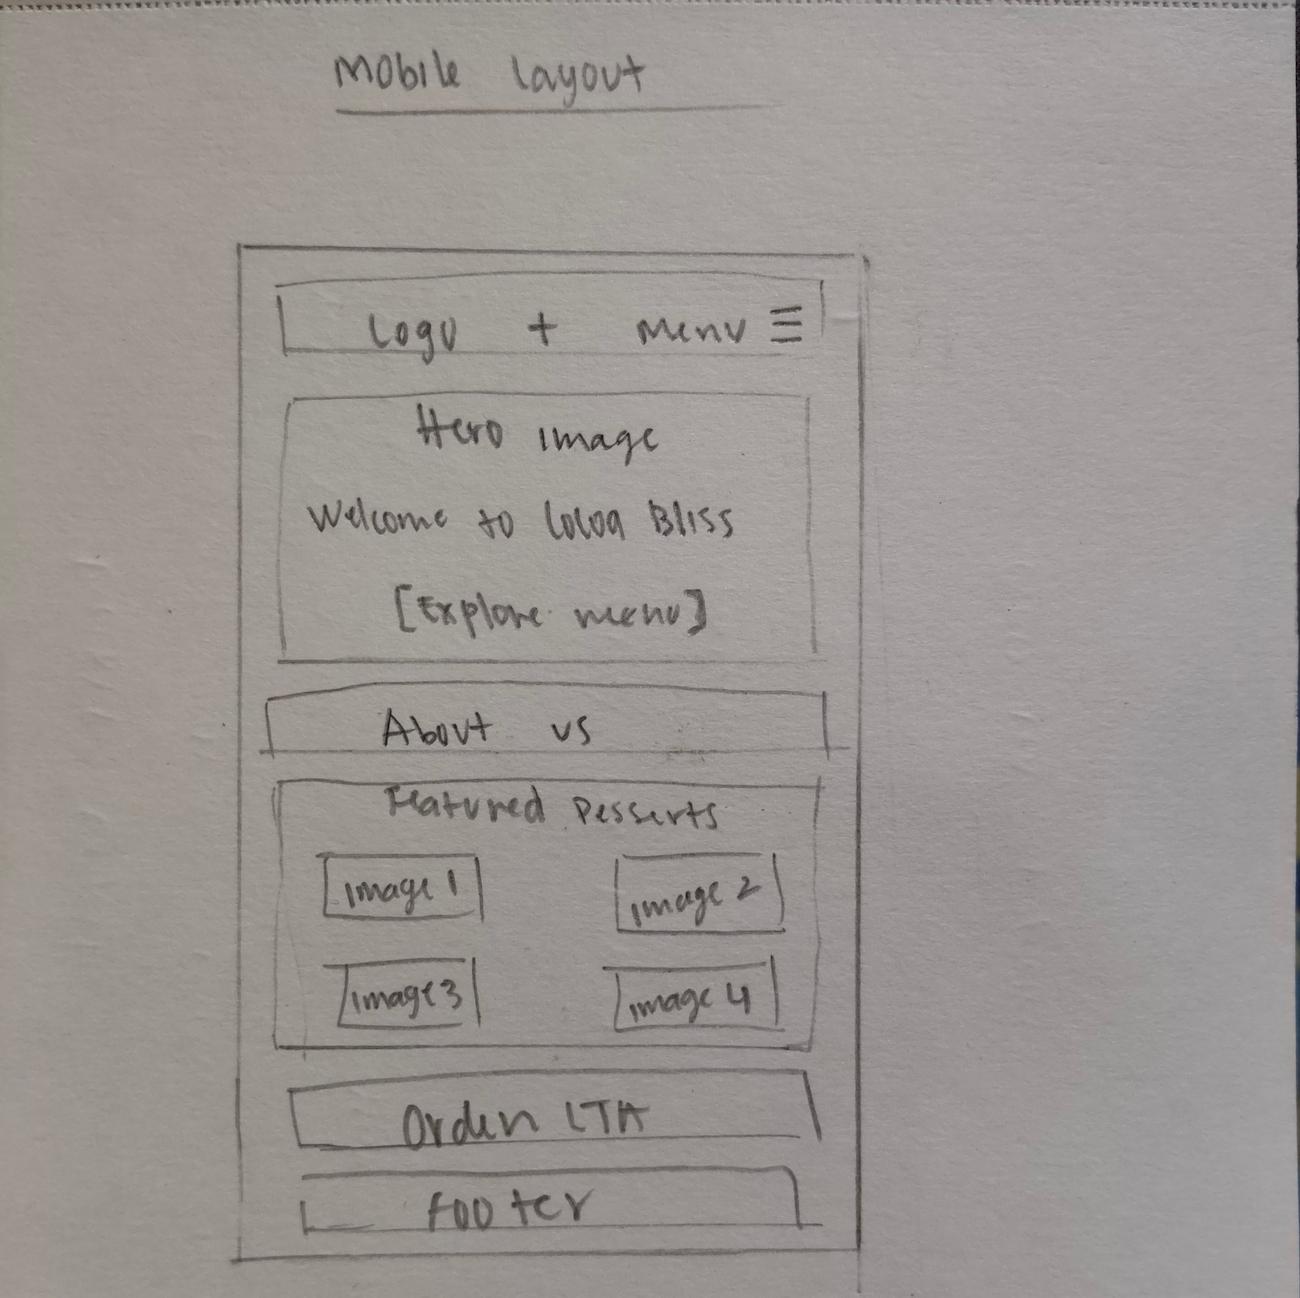 Mobile Layout
Logo + Menu ☰
Hero image
Welcome to Cocoa Bliss
[Explore menu]
About us
Featured Desserts
image 1 image 2
image 3 image 4
Order CTA
footer